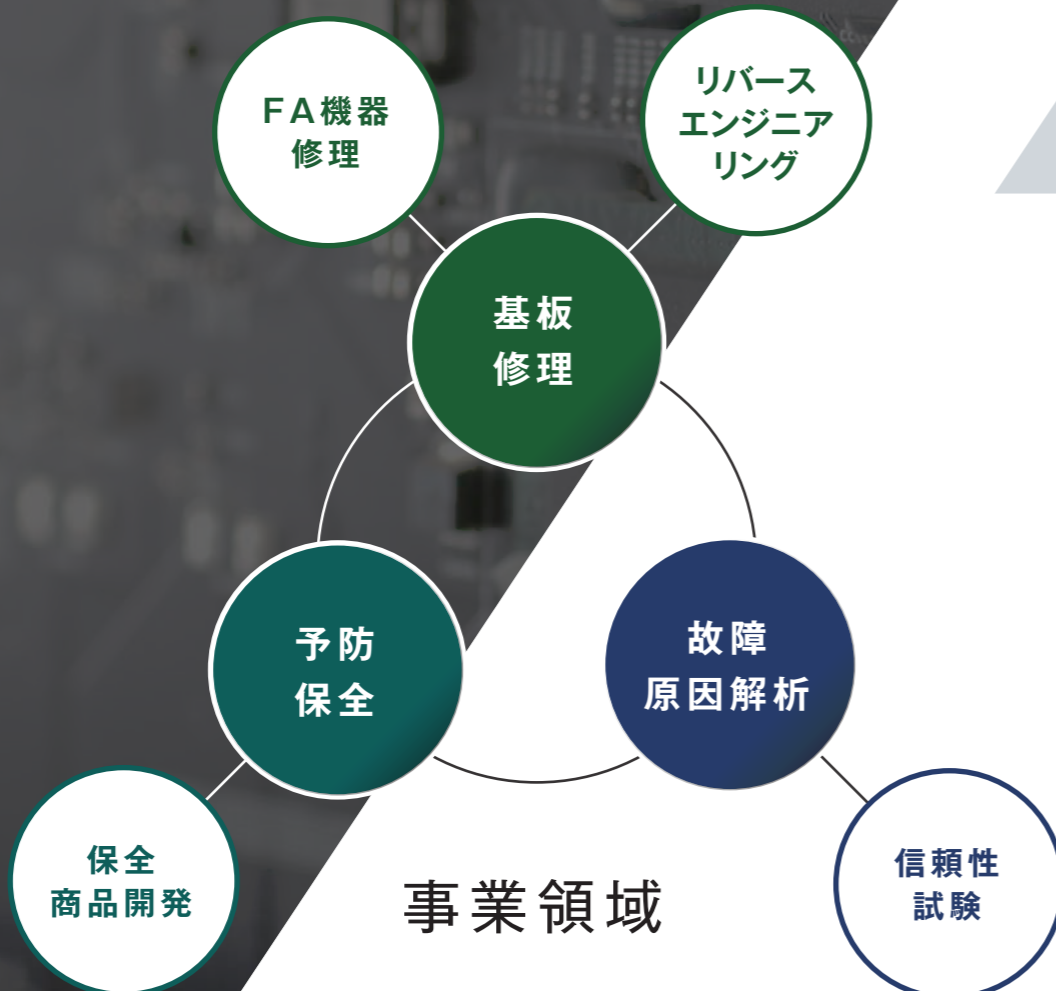 FA機器
修理
リバース
エンジニア
リング
基板
修理
予防
保全
故障
原因解析
保全
商品開発
信頼性
試験
事業領域